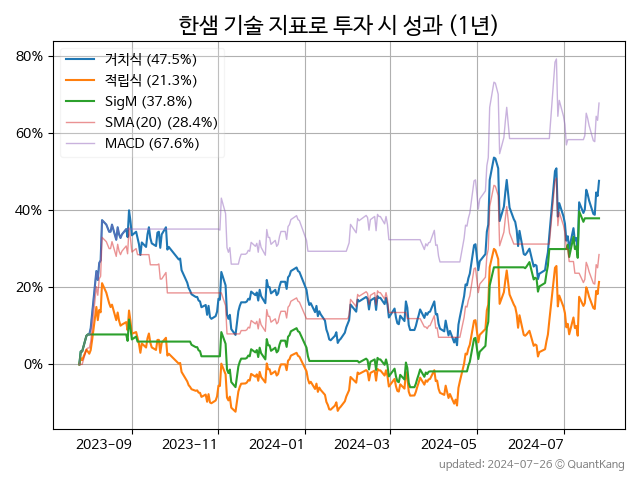 한샘 기술 지표로 투자 시 성과 (1년)
80%
60%
40%
20%
0%
거치식 (47.5%)
적립식 (21.3%)
SigM (37.8%)
SMA(20) (28.4%)
MACD (67.6%)
2023-09 2023-11 2024-01 2024-03 2024-05 2024-07
updated: 2024-07-26 © QuantKang